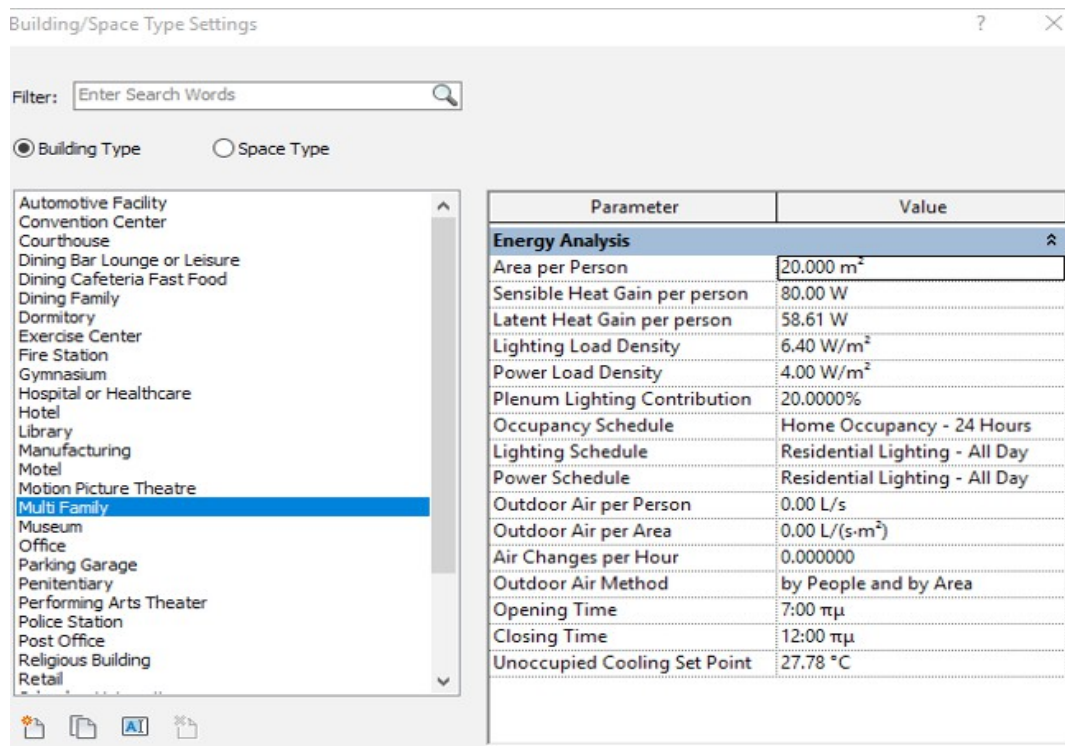 Building/Space Type Settings
?
Filter:
Enter Search Words
Building Type
Space Type
Automotive Facility
Convention Center
Courthouse
Dining Bar Lounge or Leisure
Dining Cafeteria Fast Food
Dining Family
Dormitory
Exercise Center
Fire Station
Gymnasium
Hospital or Healthcare
Hotel
Library
Manufacturing
Motel
Motion Picture Theatre
Multi Family
Museum
Office
Parking Garage
Penitentiary
Performing Arts Theater
Police Station
Post Office
Religious Building
Retail
Parameter Value
Energy Analysis
Area per Person 20.000 m²
Sensible Heat Gain per person 80.00 W
Latent Heat Gain per person 58.61 W
Lighting Load Density 6.40 W/m²
Power Load Density 4.00 W/m²
Plenum Lighting Contribution 20.0000%
Occupancy Schedule Home Occupancy - 24 Hours
Lighting Schedule Residential Lighting - All Day
Power Schedule Residential Lighting - All Day
Outdoor Air per Person 0.00 L/s
Outdoor Air per Area 0.00 L/(s·m²)
Air Changes per Hour 0.000000
Outdoor Air Method by People and by Area
Opening Time 7:00 πμ
Closing Time 12:00 πμ
Unoccupied Cooling Set Point 27.78 °C
AI